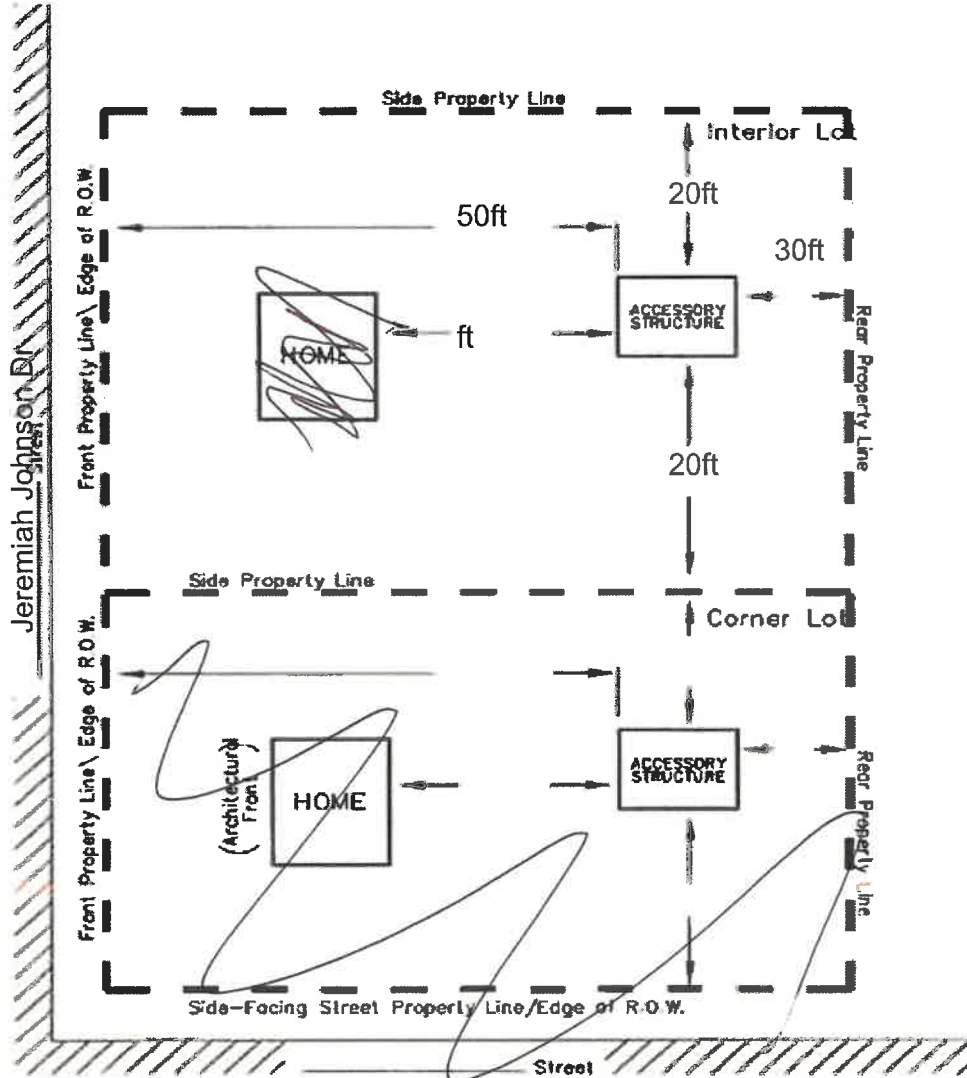 Side Property Line
Interior Lot
20ft
50ft
30ft
Front Property Line\ Edge of R.O.W.
ACCESSORY
STRUCTURE
HOME
ft
Rear Property Line
Jeremiah Johnson Dr
Street
20ft
Side Property Line
Corner Lot
Front Property Line\ Edge of R.O.W.
(Architectural
Front)
HOME
ACCESSORY
STRUCTURE
Rear Property Line
Side-Facing Street Property Line/Edge of R.O.W.
Street